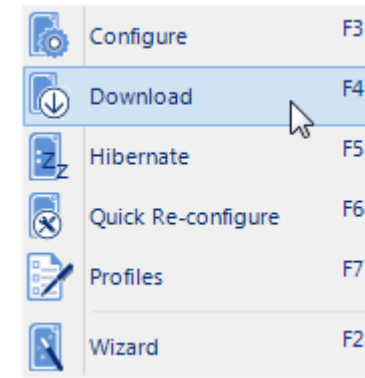 Configure F3
Download F4
Hibernate F5
Quick Re-configure F6
Profiles F7
Wizard F2